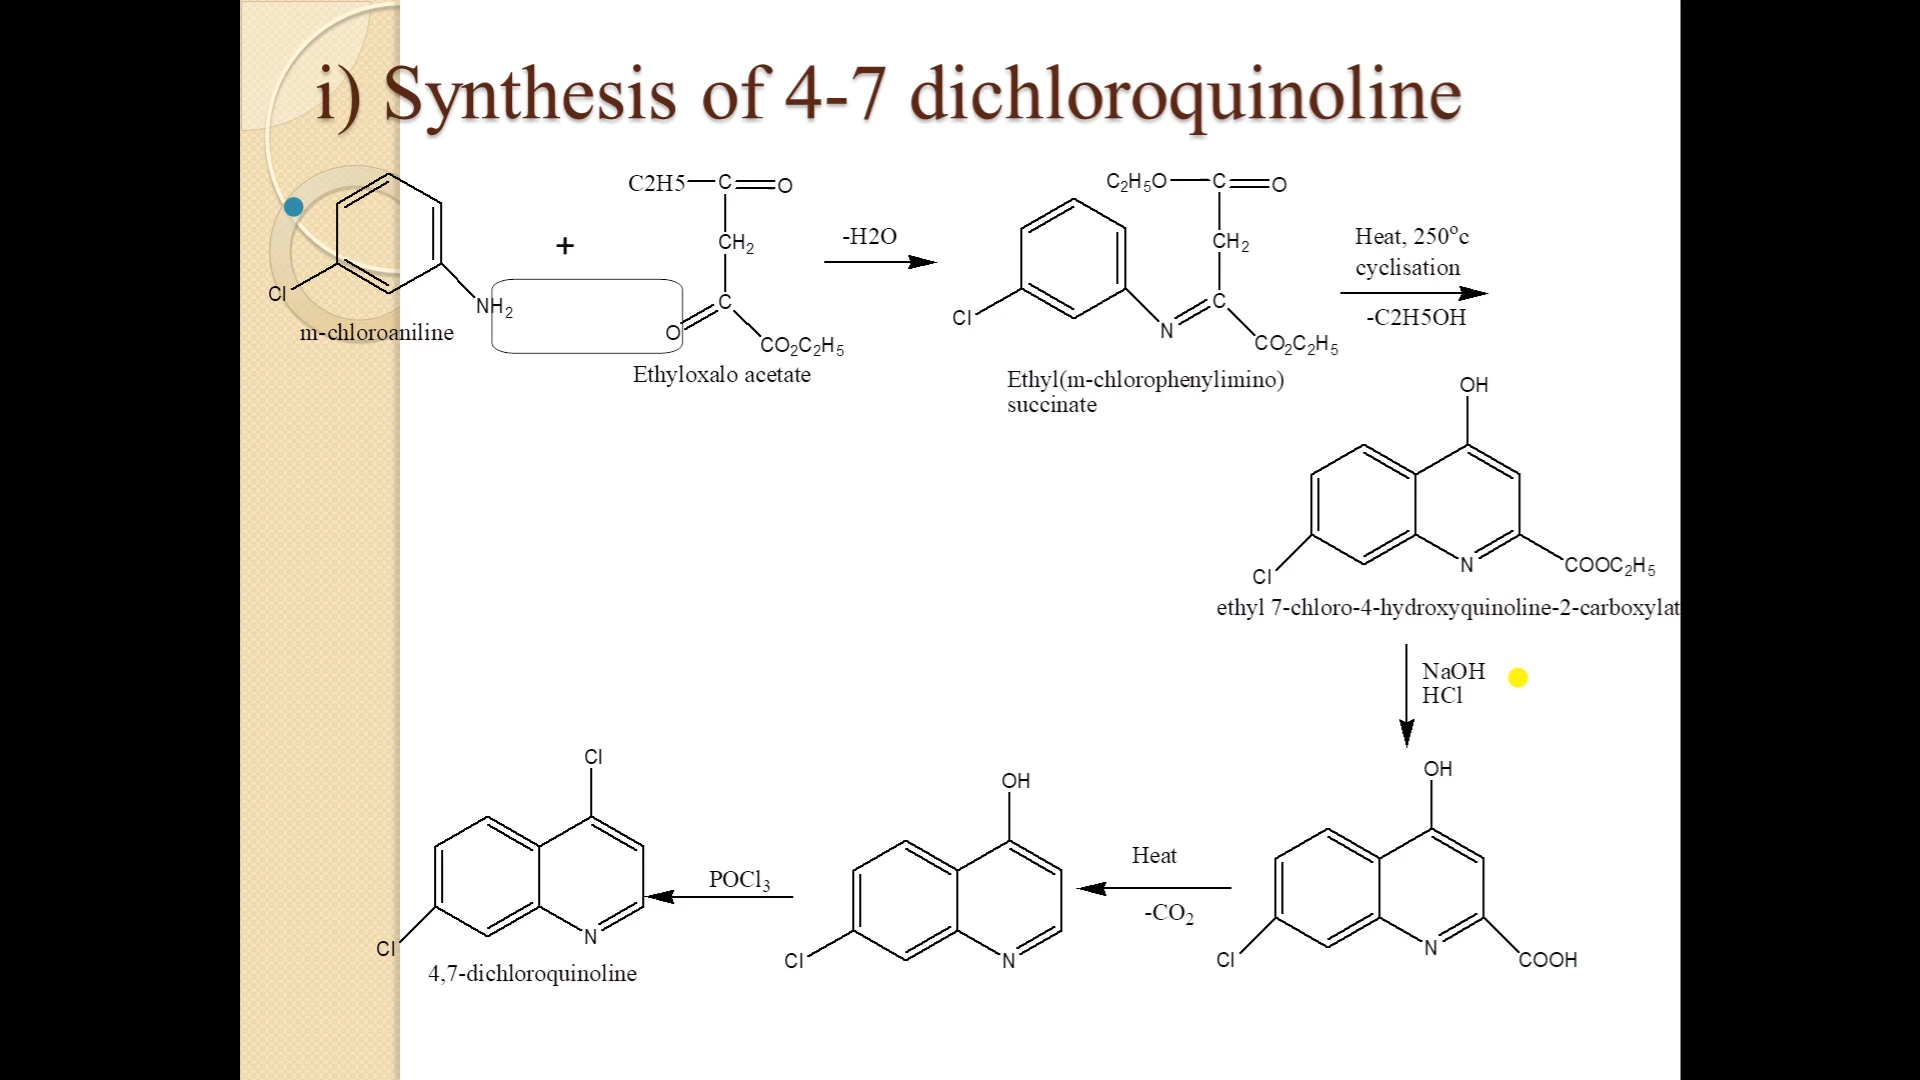 i) Synthesis of 4-7 dichloroquinoline
Cl
NH2
m-chloroaniline
+
C2H5 C O
CH2
C
O
CO2C2H5
Ethyloxalo acetate
-H2O
C2H5O C O
CH2
C
Cl
N
CO2C2H5
Ethyl(m-chlorophenylimino)
succinate
Heat, 250°c
cyclisation
-C2H5OH
OH
Cl
N
COOC2H5
ethyl 7-chloro-4-hydroxyquinoline-2-carboxylat
NaOH
HCl
OH
Cl
N
COOH
Heat
-CO2
OH
Cl
N
POCl3
Cl
Cl
N
4,7-dichloroquinoline